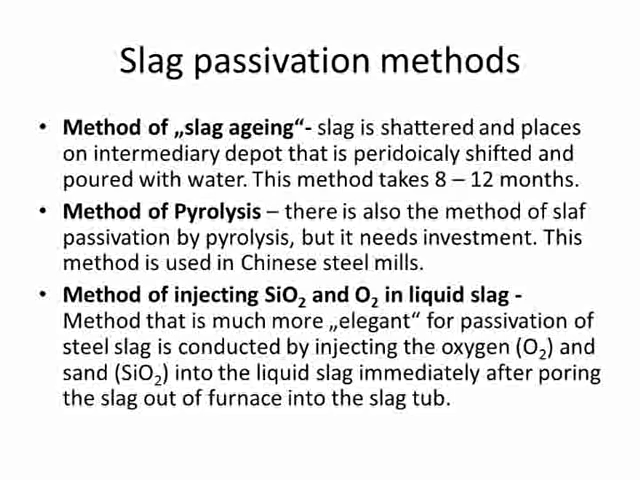 Slag passivation methods
• Method of „slag ageing“- slag is shattered and places
on intermediary depot that is peridoicaly shifted and
poured with water. This method takes 8 – 12 months.
• Method of Pyrolysis – there is also the method of slaf
passivation by pyrolysis, but it needs investment. This
method is used in Chinese steel mills.
• Method of injecting SiO₂ and O₂ in liquid slag -
Method that is much more „elegant“ for passivation of
steel slag is conducted by injecting the oxygen (O₂) and
sand (SiO₂) into the liquid slag immediately after poring
the slag out of furnace into the slag tub.